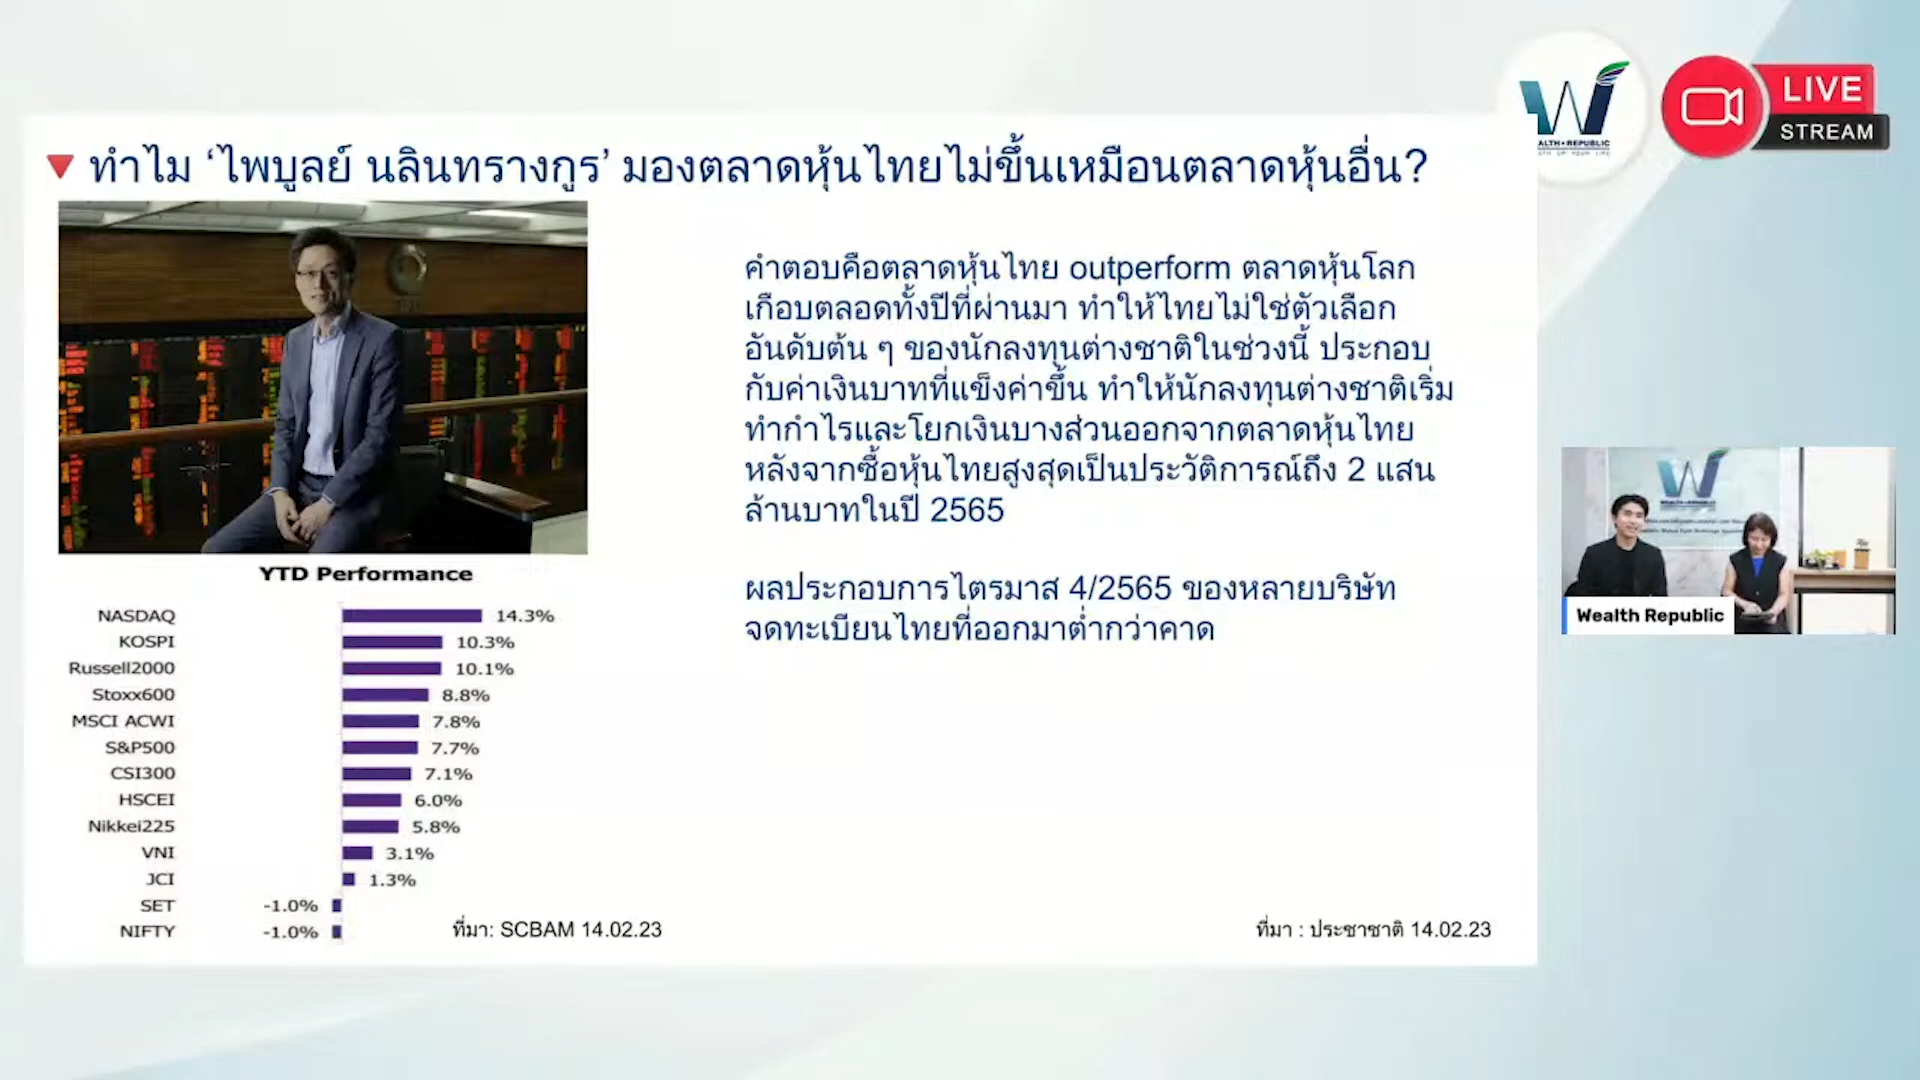 LIVE
STREAM
ทำไม ‘ไพบูลย์ นลินทรางกูร’ มองตลาดหุ้นไทยไม่ขึ้นเหมือนตลาดหุ้นอื่น?
คำตอบคือตลาดหุ้นไทย outperform ตลาดหุ้นโลก
เกือบตลอดทั้งปีที่ผ่านมา ทำให้ไทยไม่ใช่ตัวเลือก
อันดับต้น ๆ ของนักลงทุนต่างชาติในช่วงนี้ ประกอบ
กับค่าเงินบาทที่แข็งค่าขึ้น ทำให้นักลงทุนต่างชาติเริ่ม
ทำกำไรและโยกเงินบางส่วนออกจากตลาดหุ้นไทย
หลังจากซื้อหุ้นไทยสูงสุดเป็นประวัติการณ์ถึง 2 แสน
ล้านบาทในปี 2565
ผลประกอบการไตรมาส 4/2565 ของหลายบริษัท
จดทะเบียนไทยที่ออกมาต่ำกว่าคาด
YTD Performance
NASDAQ 14.3%
KOSPI 10.3%
Russell2000 10.1%
Stoxx600 8.8%
MSCI ACWI 7.8%
S&P500 7.7%
CSI300 7.1%
HSCEI 6.0%
Nikkei225 5.8%
VNI 3.1%
JCI 1.3%
SET -1.0%
NIFTY -1.0%
ที่มา: SCBAM 14.02.23
ที่มา : ประชาชาติ 14.02.23
Wealth Republic